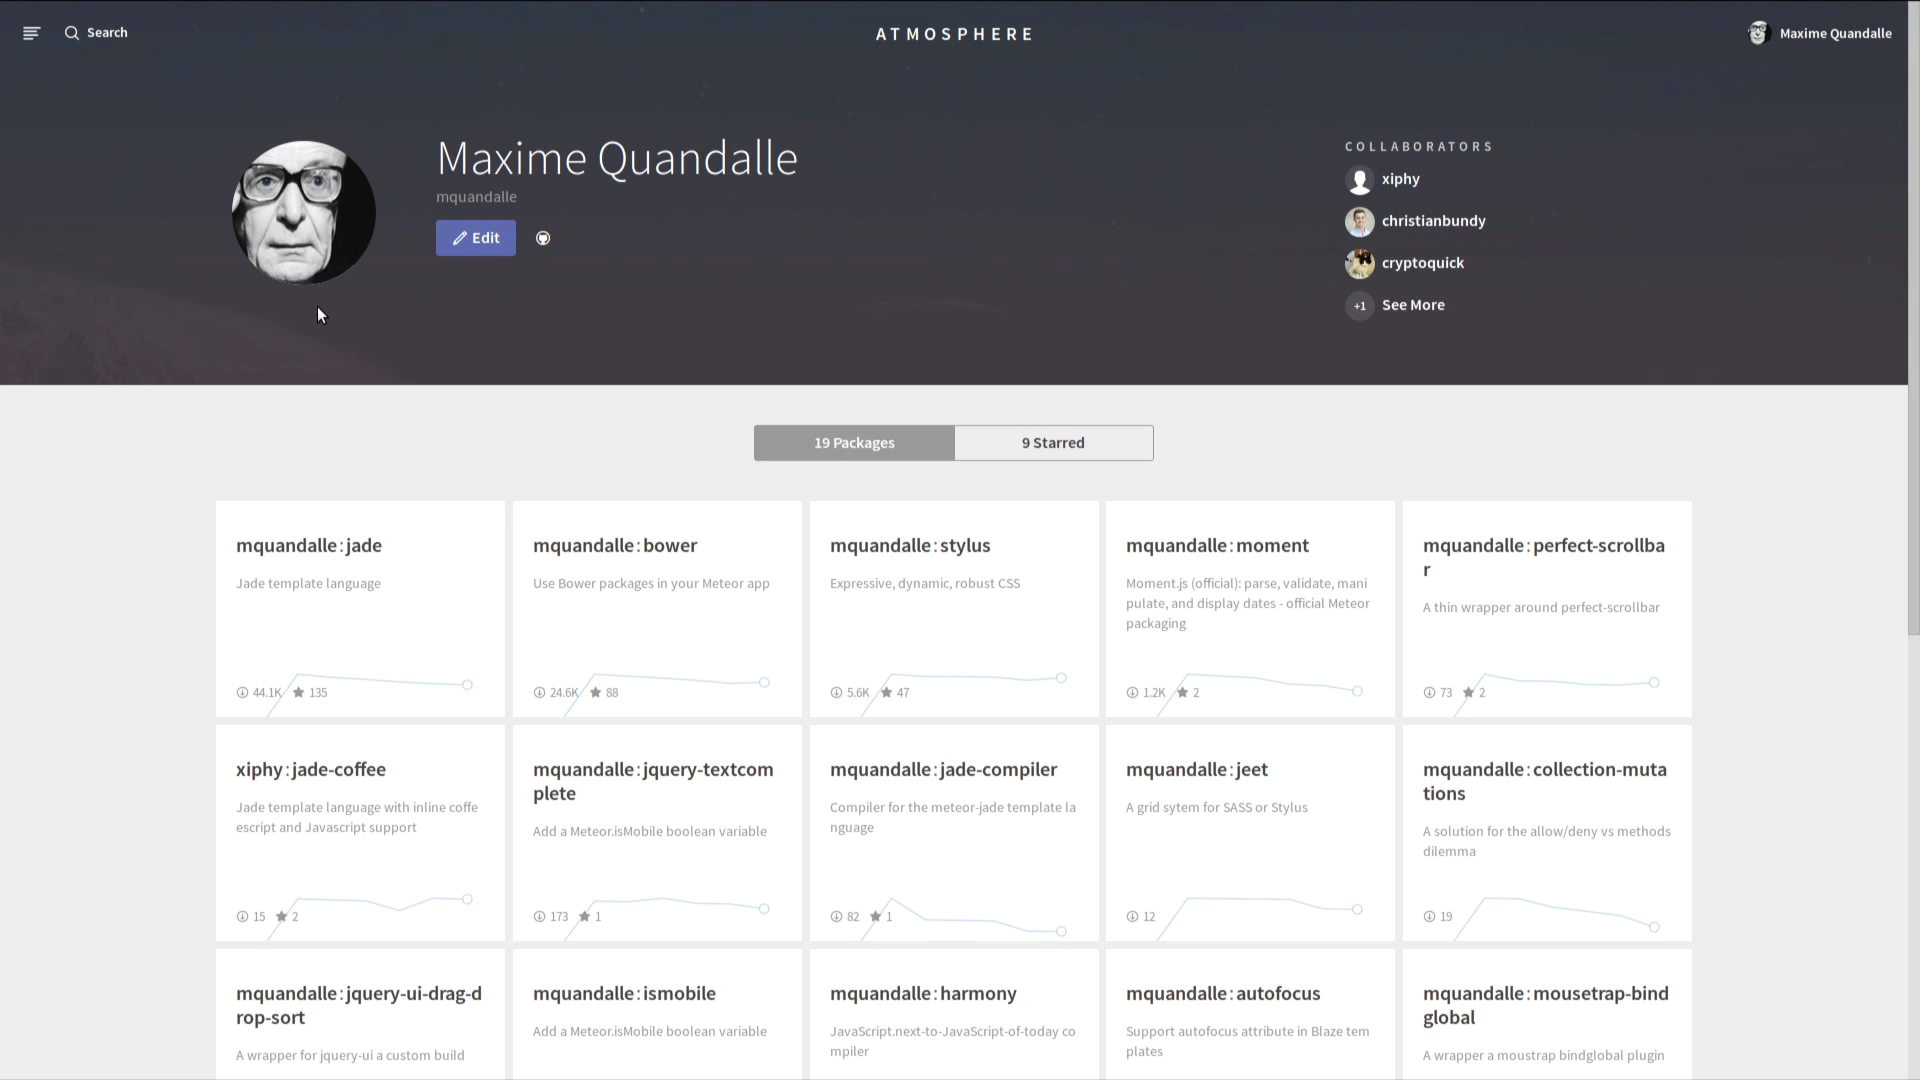 Search
ATMOSPHERE
Maxime Quandalle
Maxime Quandalle
mquandalle
Edit
COLLABORATORS
xiphy
christianbundy
cryptoquick
+1 See More
19 Packages
9 Starred
mquandalle:jade
Jade template language
44.1K 135
mquandalle:bower
Use Bower packages in your Meteor app
24.6K 88
mquandalle:stylus
Expressive, dynamic, robust CSS
5.6K 47
mquandalle:moment
Moment.js (official): parse, validate, mani
pulate, and display dates - official Meteor
packaging
1.2K 2
mquandalle:perfect-scrollba
r
A thin wrapper around perfect-scrollbar
73 2
xiphy:jade-coffee
Jade template language with inline coffe
escript and Javascript support
15 2
mquandalle:jquery-textcom
plete
Add a Meteor.isMobile boolean variable
173 1
mquandalle:jade-compiler
Compiler for the meteor-jade template la
nguage
82 1
mquandalle:jeet
A grid sytem for SASS or Stylus
12
mquandalle:collection-muta
tions
A solution for the allow/deny vs methods
dilemma
19
mquandalle:jquery-ui-drag-d
rop-sort
A wrapper for jquery-ui a custom build
mquandalle:ismobile
Add a Meteor.isMobile boolean variable
mquandalle:harmony
JavaScript.next-to-JavaScript-of-today co
mpiler
mquandalle:autofocus
Support autofocus attribute in Blaze tem
plates
mquandalle:mousetrap-bind
global
A wrapper a moustrap bindglobal plugin